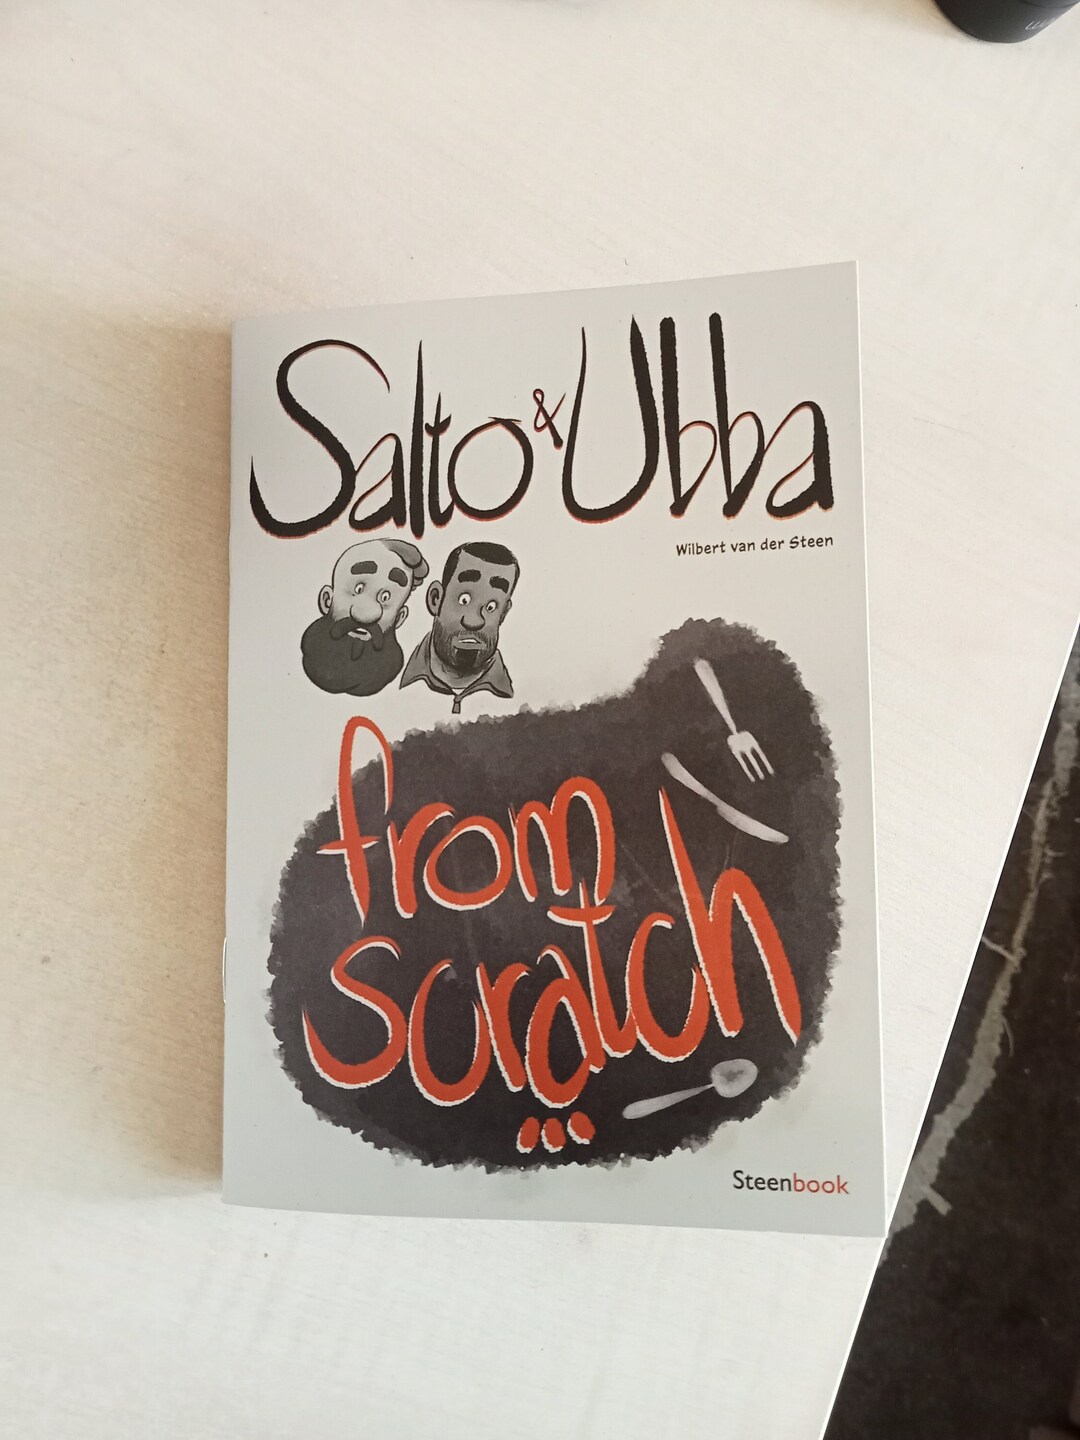 Salto & Ubba
Wilbert van der Steen
from
scratch
...
Steenbook